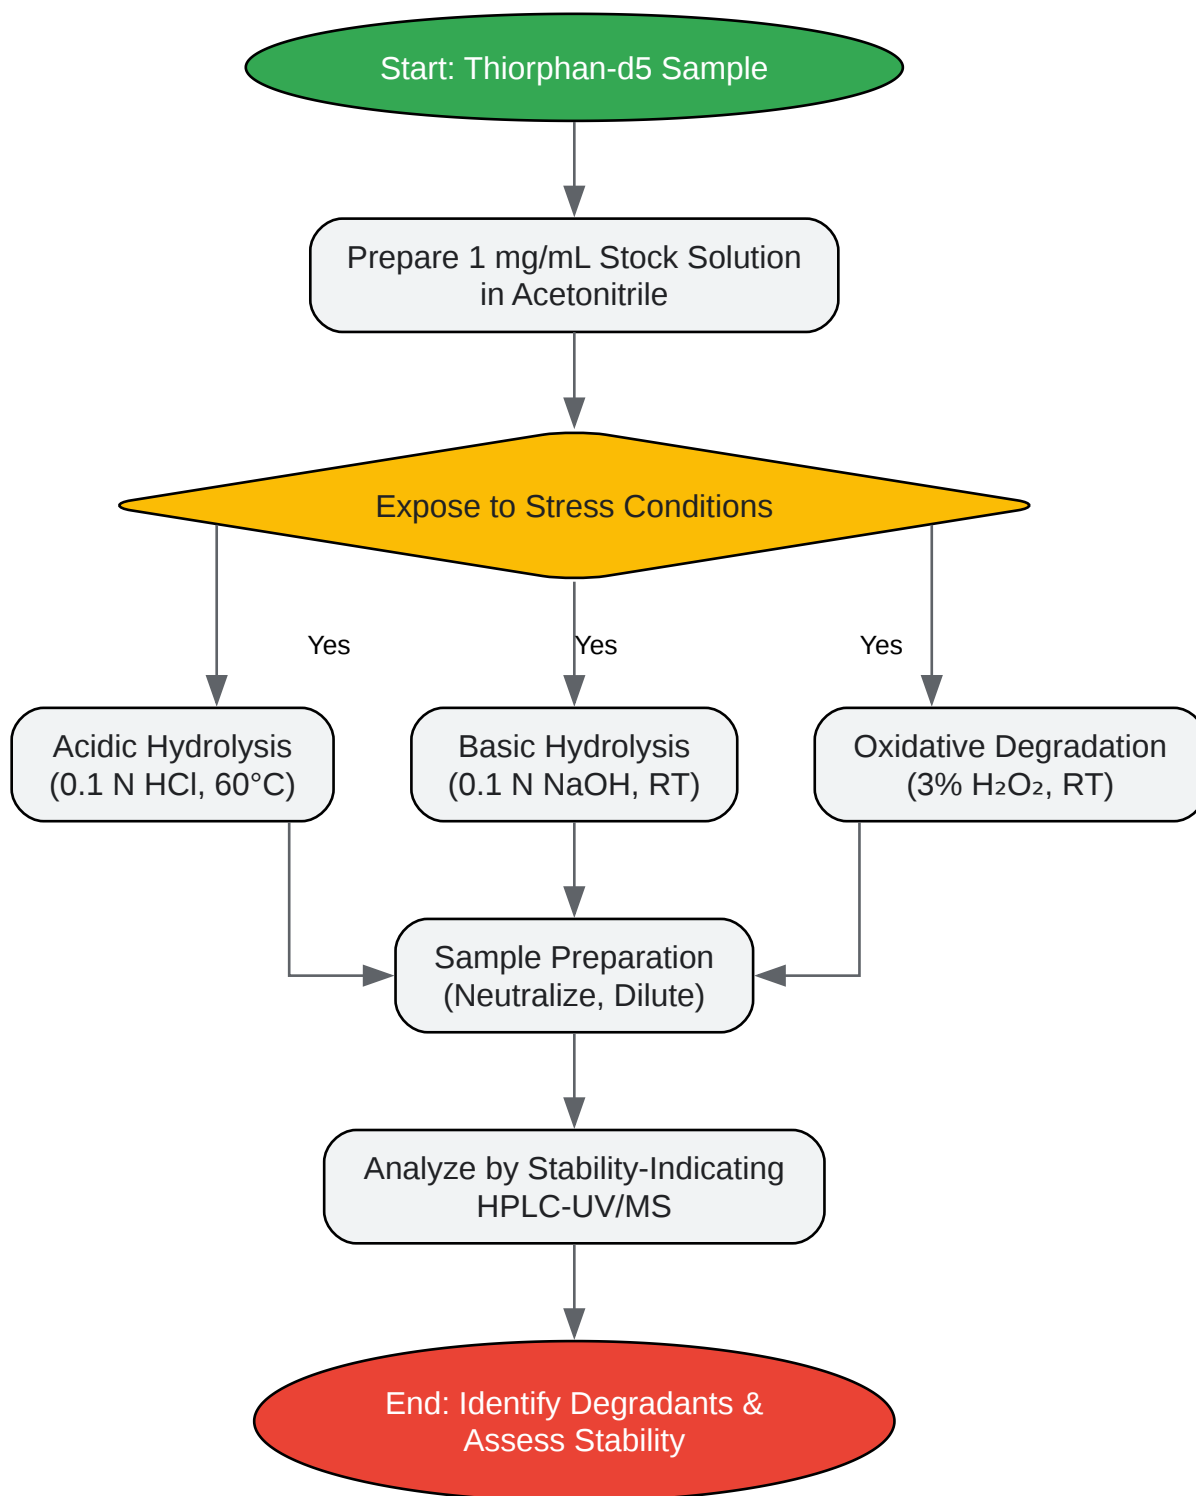 Start: Thiorphan-d5 Sample
Prepare 1 mg/mL Stock Solution
in Acetonitrile
Expose to Stress Conditions
Yes
Yes
Yes
Acidic Hydrolysis
(0.1 N HCl, 60°C)
Basic Hydrolysis
(0.1 N NaOH, RT)
Oxidative Degradation
(3% H₂O₂, RT)
Sample Preparation
(Neutralize, Dilute)
Analyze by Stability-Indicating
HPLC-UV/MS
End: Identify Degradants &
Assess Stability